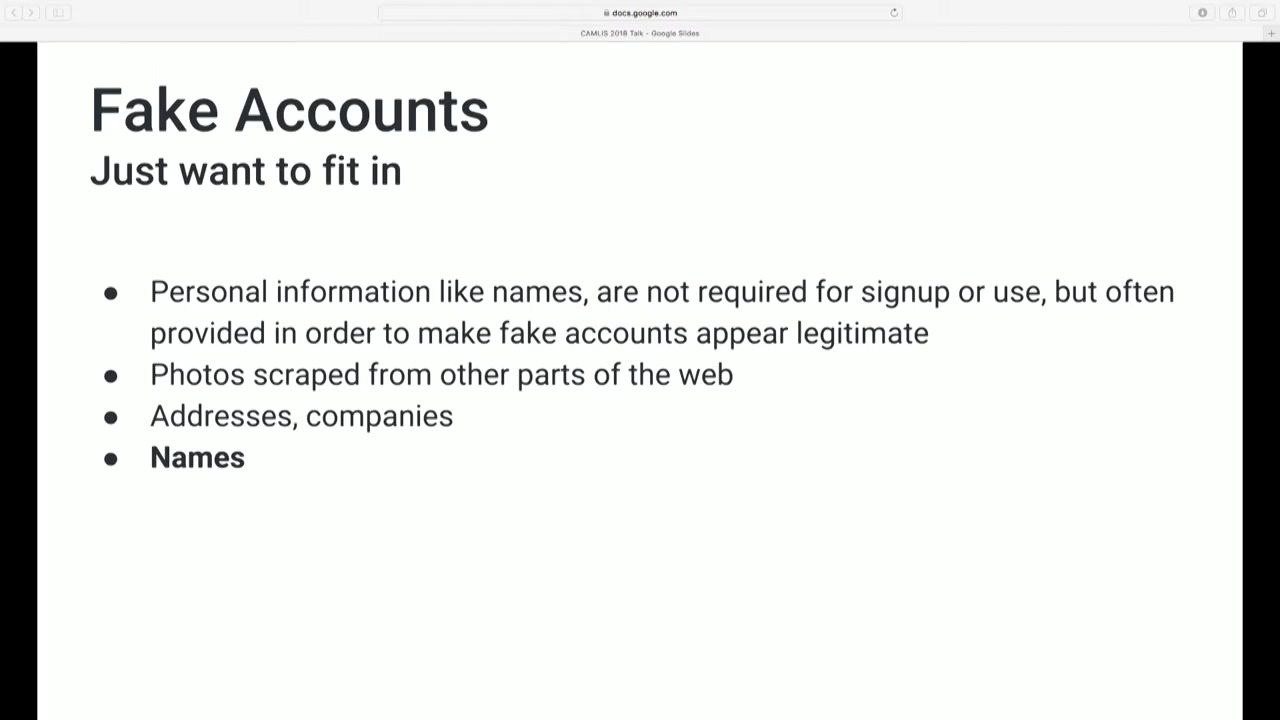 docs.google.com
CAMLIS 2018 Talk - Google Slides
Fake Accounts
Just want to fit in
● Personal information like names, are not required for signup or use, but often
provided in order to make fake accounts appear legitimate
● Photos scraped from other parts of the web
● Addresses, companies
● Names